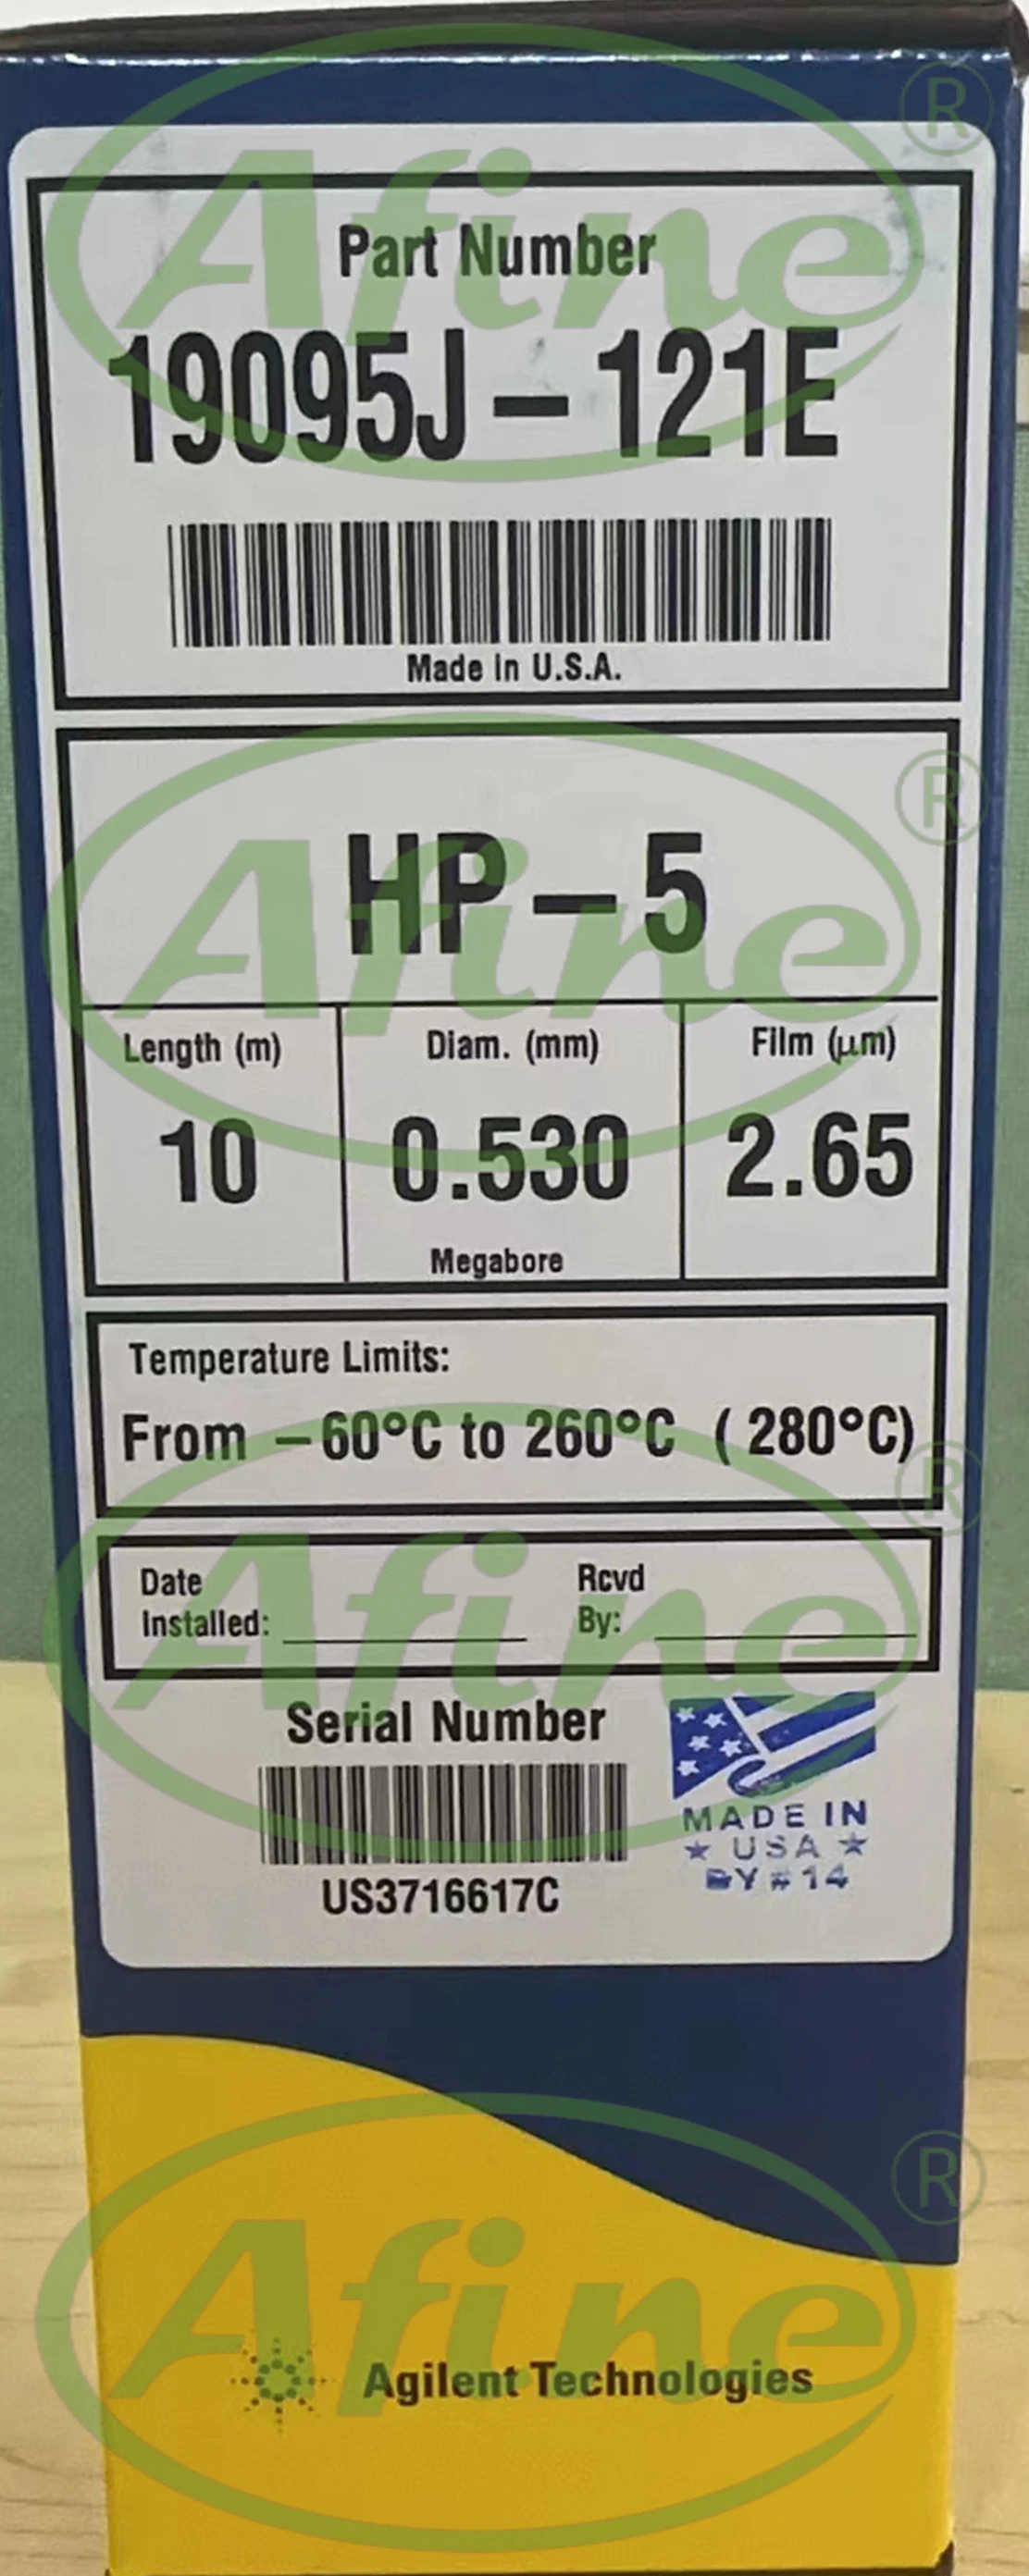 Afine®
Part Number
19095J-121E
Made in U.S.A.
Afine®
HP-5
Length (m) Diam. (mm) Film (µm)
10 0.530 2.65
Megabore
Temperature Limits:
From -60°C to 260°C (280°C)
Afine®
Date Installed: Rcvd By:
Serial Number
US3716617C
MADE IN
★ USA ★
BY #14
Afine®
Agilent Technologies